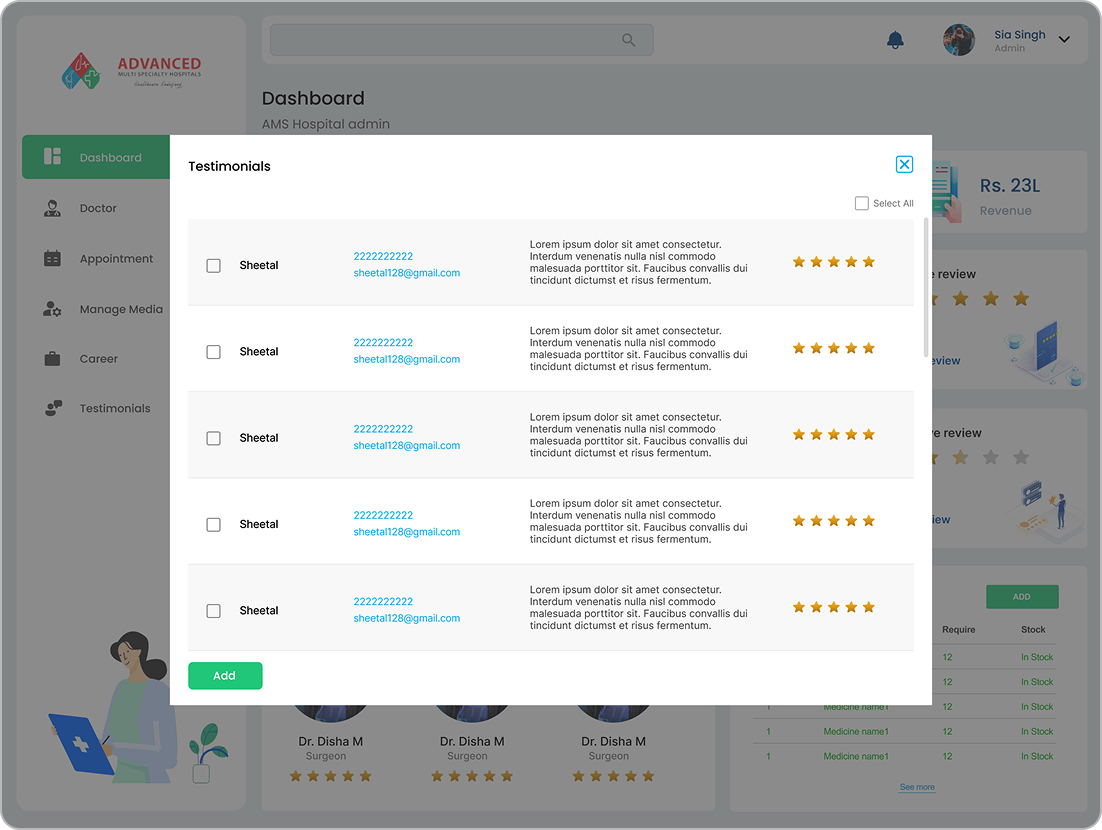 ADVANCED
MULTI SPECIALTY HOSPITALS
Sia Singh
Admin
Dashboard
AMS Hospital admin
Dashboard
Doctor
Appointment
Manage Media
Career
Testimonials
Testimonials
Select All
Sheetal
2222222222
sheetal128@gmail.com
Lorem ipsum dolor sit amet consectetur.
Interdum venenatis nulla nisl commodo
malesuada porttitor sit. Faucibus convallis dui
tincidunt dictumst et risus fermentum.
Sheetal
2222222222
sheetal128@gmail.com
Lorem ipsum dolor sit amet consectetur.
Interdum venenatis nulla nisl commodo
malesuada porttitor sit. Faucibus convallis dui
tincidunt dictumst et risus fermentum.
Sheetal
2222222222
sheetal128@gmail.com
Lorem ipsum dolor sit amet consectetur.
Interdum venenatis nulla nisl commodo
malesuada porttitor sit. Faucibus convallis dui
tincidunt dictumst et risus fermentum.
Sheetal
2222222222
sheetal128@gmail.com
Lorem ipsum dolor sit amet consectetur.
Interdum venenatis nulla nisl commodo
malesuada porttitor sit. Faucibus convallis dui
tincidunt dictumst et risus fermentum.
Sheetal
2222222222
sheetal128@gmail.com
Lorem ipsum dolor sit amet consectetur.
Interdum venenatis nulla nisl commodo
malesuada porttitor sit. Faucibus convallis dui
tincidunt dictumst et risus fermentum.
Add
Rs. 23L
Revenue
e review
eview
ve review
iew
ADD
Require Stock
12 In Stock
12 In Stock
1 Medicine name1 12 In Stock
1 Medicine name1 12 In Stock
1 Medicine name1 12 In Stock
See more
Dr. Disha M
Surgeon
Dr. Disha M
Surgeon
Dr. Disha M
Surgeon